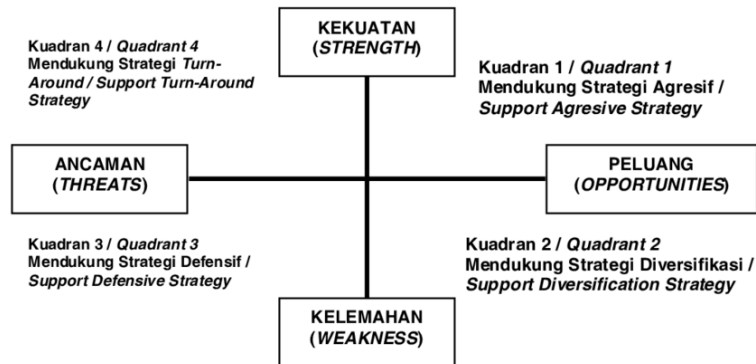 KEKUATAN
(STRENGTH)
Kuadran 4 / Quadrant 4
Mendukung Strategi Turn-
Around / Support Turn-Around
Strategy
Kuadran 1 / Quadrant 1
Mendukung Strategi Agresif /
Support Agresive Strategy
ANCAMAN
(THREATS)
PELUANG
(OPPORTUNITIES)
Kuadran 3 / Quadrant 3
Mendukung Strategi Defensif /
Support Defensive Strategy
Kuadran 2 / Quadrant 2
Mendukung Strategi Diversifikasi /
Support Diversification Strategy
KELEMAHAN
(WEAKNESS)